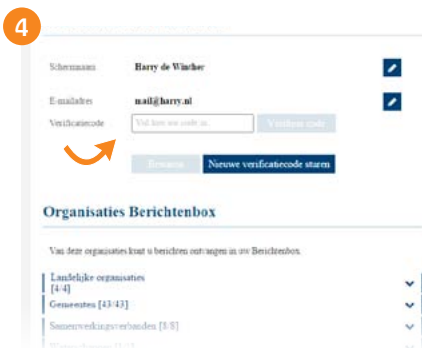 4
Schermnaam Harry de Winther
E-mailadres mail@harry.nl
Verificatiecode Vul hier uw code in. Verifieer code
Nieuwe verificatiecode sturen
Organisaties Berichtenbox
Van deze organisaties kunt u berichten ontvangen in uw Berichtenbox.
Landelijke organisaties
[4/4]
Gemeenten [43/43]
Samenwerkingsverbanden [8/8]